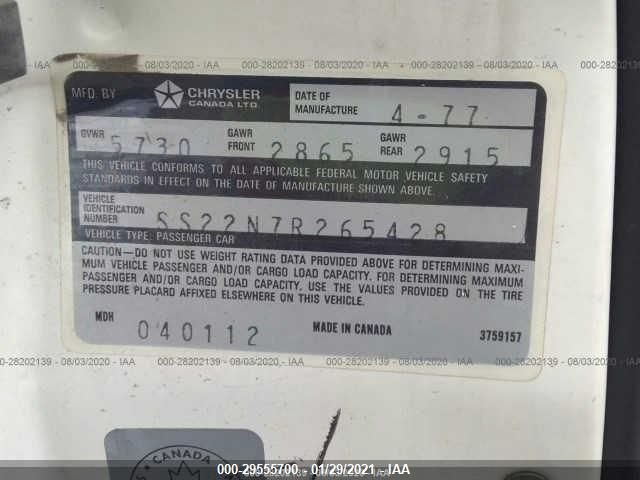 000-28202139 - 08/03/2020 - IAA
MFD. BY CHRYSLER CANADA LTD. DATE OF MANUFACTURE 4-77
GVWR 5730 GAWR FRONT 2865 GAWR REAR 2915
THIS VEHICLE CONFORMS TO ALL APPLICABLE FEDERAL MOTOR VEHICLE SAFETY
STANDARDS IN EFFECT ON THE DATE OF MANUFACTURE SHOWN ABOVE.
VEHICLE IDENTIFICATION NUMBER SS22N7R265428
VEHICLE TYPE: PASSENGER CAR
CAUTION—DO NOT USE WEIGHT RATING DATA PROVIDED ABOVE FOR DETERMINING MAXI-
MUM VEHICLE PASSENGER AND/OR CARGO LOAD CAPACITY. FOR DETERMINING MAXIMUM
PASSENGER AND/OR CARGO LOAD CAPACITY, USE THE VALUES PROVIDED ON THE TIRE
PRESSURE PLACARD AFFIXED ELSEWHERE ON THIS VEHICLE.
MDH 040112 MADE IN CANADA 3759157
000-28202139 - 08/03/2020 - IAA
000-29555700 - 01/29/2021 - IAA